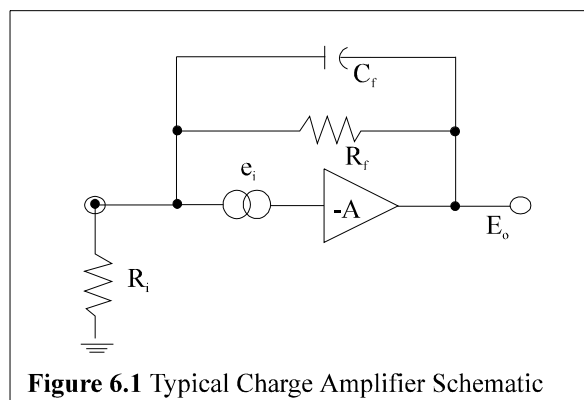 C_f
R_f
e_i
-A
E_o
R_i
Figure 6.1 Typical Charge Amplifier Schematic